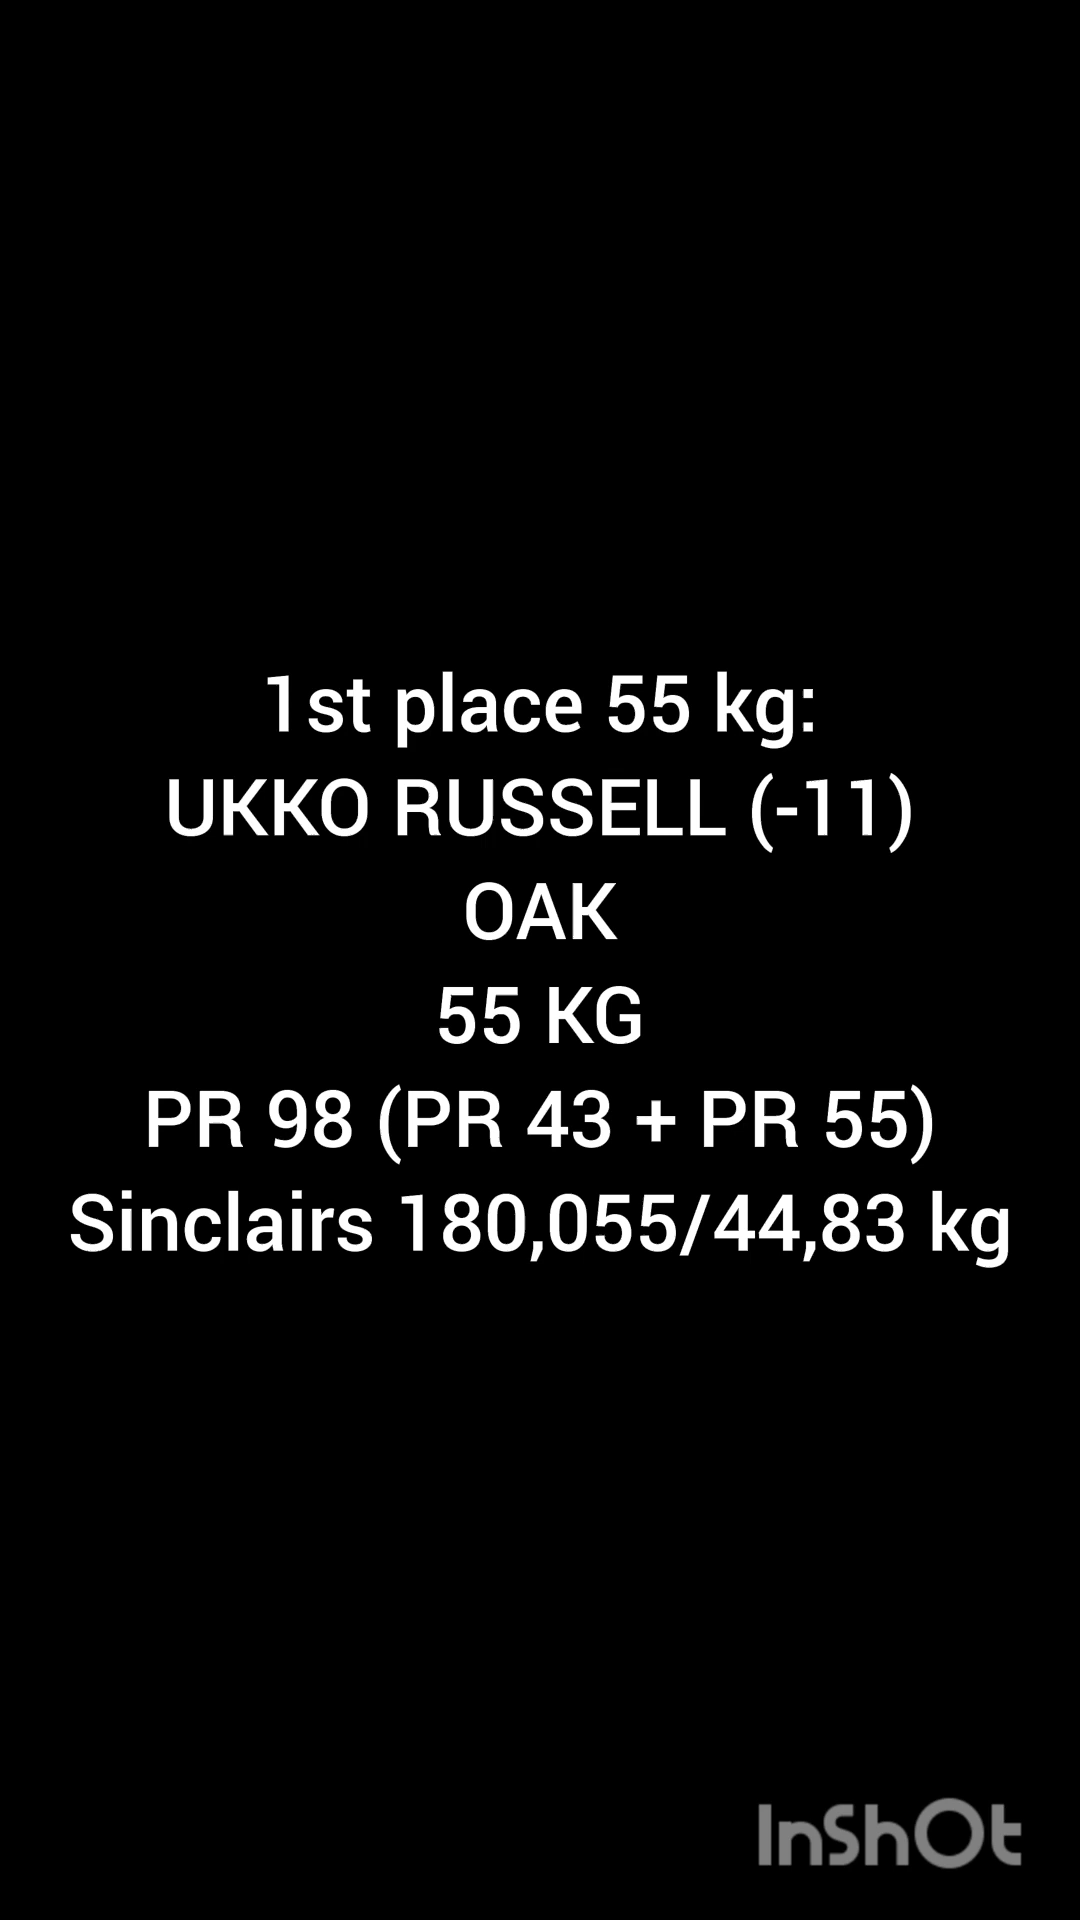 1st place 55 kg:
UKKO RUSSELL (-11)
OAK
55 KG
PR 98 (PR 43 + PR 55)
Sinclairs 180,055/44,83 kg
InShOt